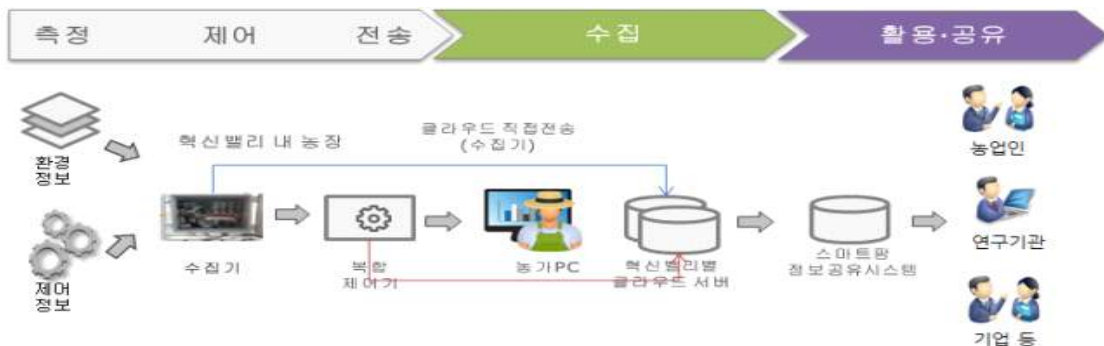 측정 제어 전송 수집 활용·공유
환경
정보
제어
정보
혁신밸리 내 농장
클라우드 직접전송
(수집기)
수집기
복합
제어기
농가PC
혁신밸리별
클라우드 서버
스마트팜
정보공유시스템
농업인
연구기관
기업 등